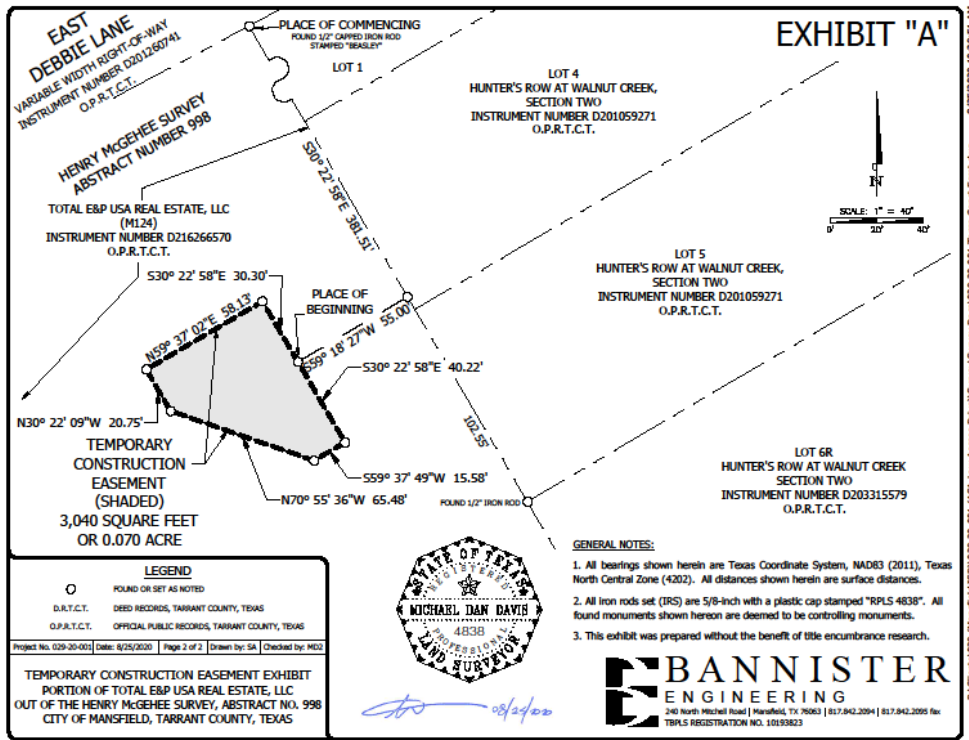 EXHIBIT "A"
EAST
DEBBIE LANE
VARIABLE WIDTH RIGHT-OF-WAY
INSTRUMENT NUMBER D201260741
O.P.R.T.C.T.
PLACE OF COMMENCING
FOUND 1/2" CAPPED IRON ROD
STAMPED "BEASLEY"
LOT 1
LOT 4
HUNTER'S ROW AT WALNUT CREEK,
SECTION TWO
INSTRUMENT NUMBER D201059271
O.P.R.T.C.T.
HENRY McGEHEE SURVEY
ABSTRACT NUMBER 998
N
SCALE: 1" = 40'
0' 20' 40'
S30° 22' 58"E 381.51'
TOTAL E&P USA REAL ESTATE, LLC
(M124)
INSTRUMENT NUMBER D216266570
O.P.R.T.C.T.
LOT 5
HUNTER'S ROW AT WALNUT CREEK,
SECTION TWO
INSTRUMENT NUMBER D201059271
O.P.R.T.C.T.
S30° 22' 58"E 30.30'
PLACE OF
BEGINNING
N59° 37' 02"E 58.13'
S59° 18' 27"W 55.00'
S30° 22' 58"E 40.22'
N30° 22' 09"W 20.75'
102.55'
TEMPORARY
CONSTRUCTION
EASEMENT
(SHADED)
3,040 SQUARE FEET
OR 0.070 ACRE
S59° 37' 49"W 15.58'
N70° 55' 36"W 65.48'
FOUND 1/2" IRON ROD
LOT 6R
HUNTER'S ROW AT WALNUT CREEK
SECTION TWO
INSTRUMENT NUMBER D203315579
O.P.R.T.C.T.
LEGEND
FOUND OR SET AS NOTED
D.R.T.C.T. DEED RECORDS, TARRANT COUNTY, TEXAS
O.P.R.T.C.T. OFFICIAL PUBLIC RECORDS, TARRANT COUNTY, TEXAS
Project No. 029-20-001 Date: 8/25/2020 Page 2 of 2 Drawn by: SA Checked by: MD2
TEMPORARY CONSTRUCTION EASEMENT EXHIBIT
PORTION OF TOTAL E&P USA REAL ESTATE, LLC
OUT OF THE HENRY McGEHEE SURVEY, ABSTRACT NO. 998
CITY OF MANSFIELD, TARRANT COUNTY, TEXAS
STATE OF TEXAS
REGISTERED
MICHAEL DAN DAVIS
4838
PROFESSIONAL
LAND SURVEYOR
GENERAL NOTES:
1. All bearings shown herein are Texas Coordinate System, NAD83 (2011), Texas
North Central Zone (4202). All distances shown herein are surface distances.
2. All iron rods set (IRS) are 5/8-inch with a plastic cap stamped "RPLS 4838". All
found monuments shown hereon are deemed to be controlling monuments.
3. This exhibit was prepared without the benefit of title encumbrance research.
BANNISTER
ENGINEERING
240 North Mitchell Road | Mansfield, TX 76063 | 817.842.2094 | 817.842.2095 fax
TBPLS REGISTRATION NO. 10193823